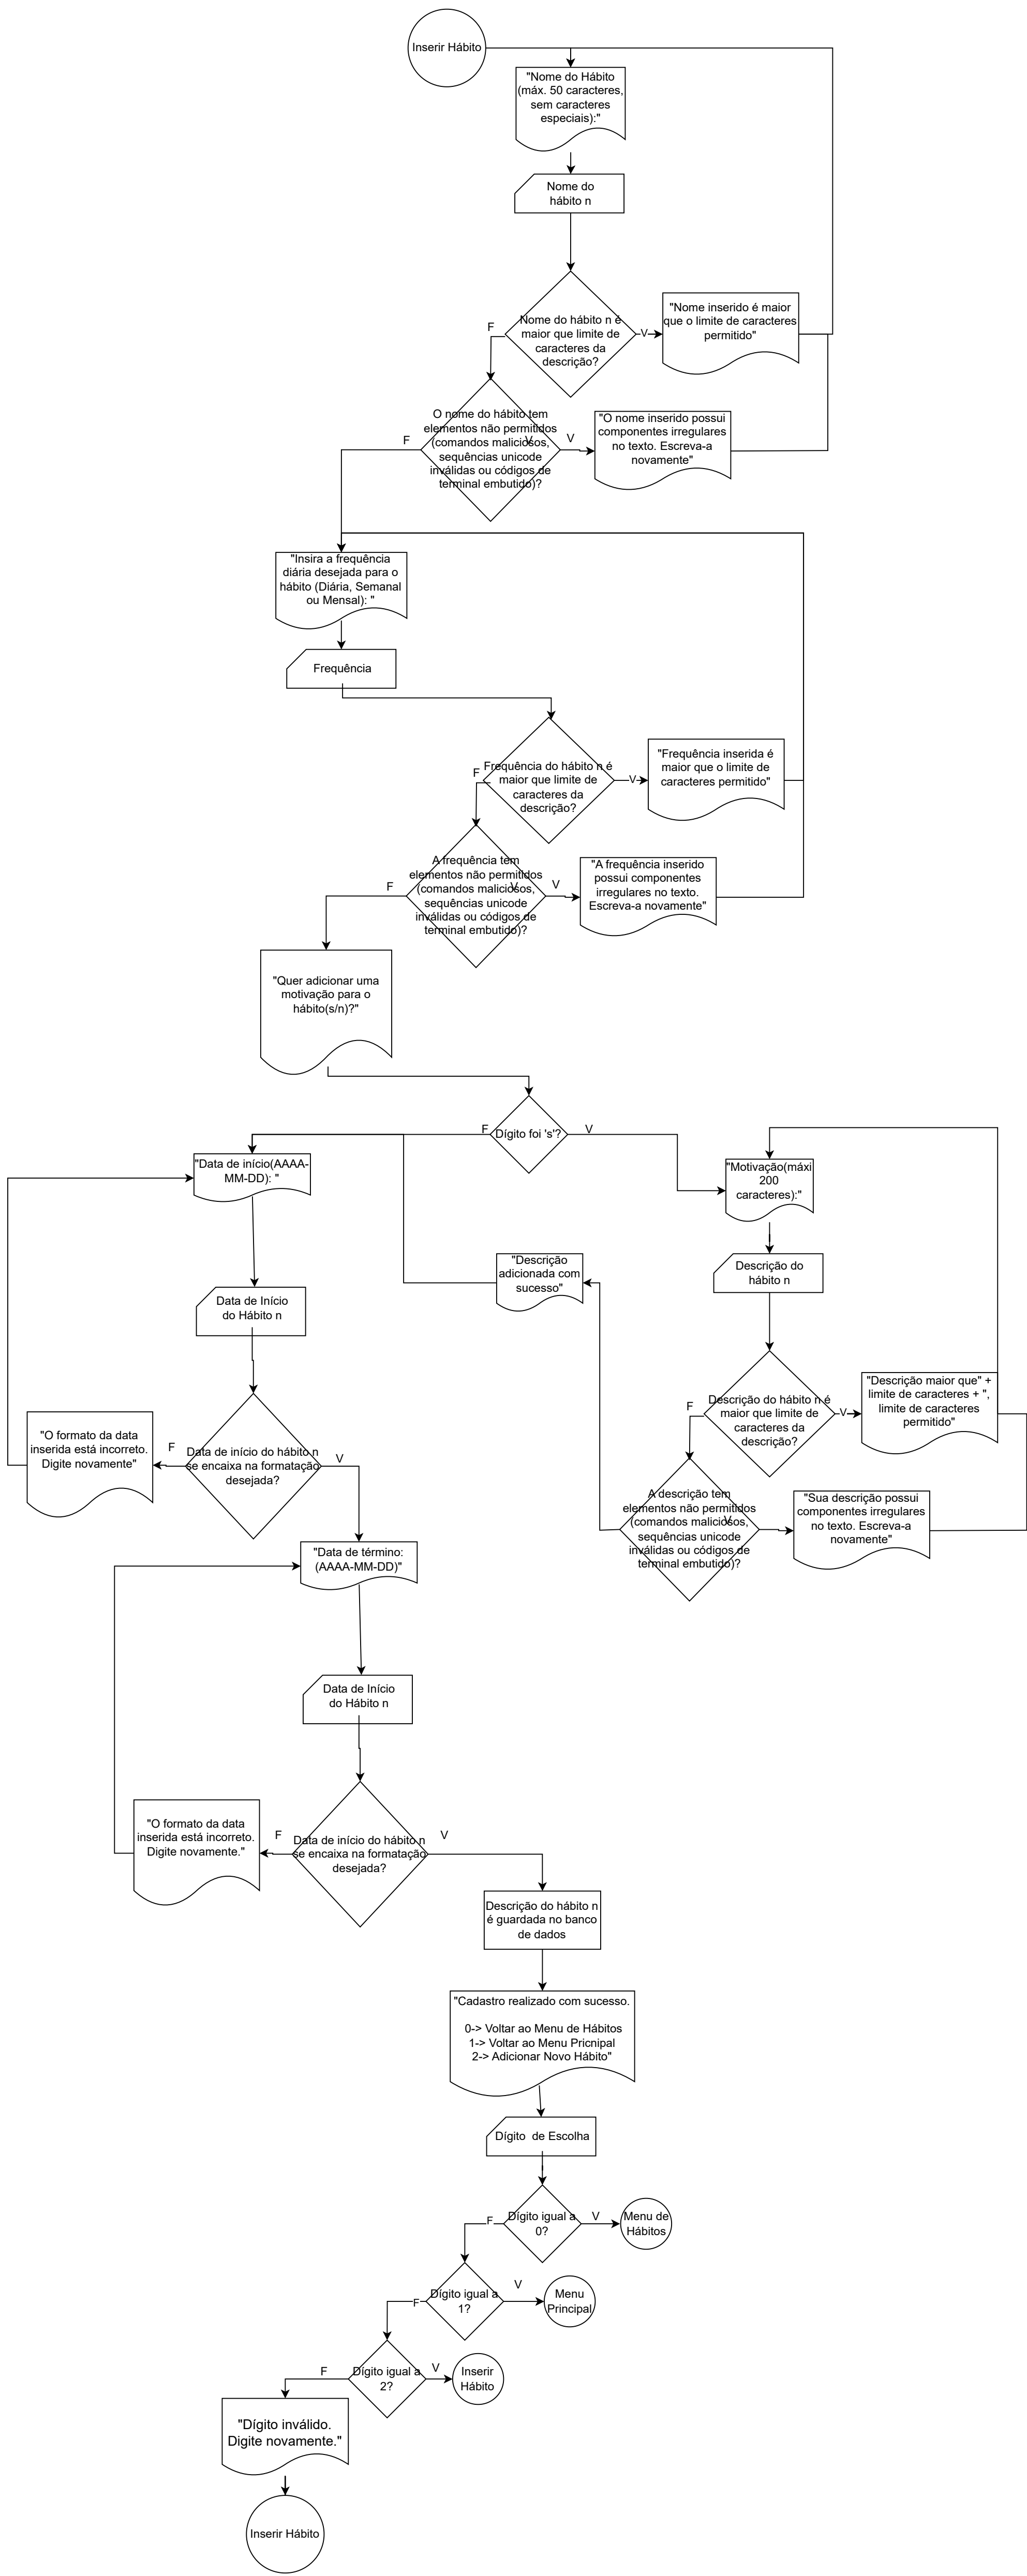 Inserir Hábito
"Nome do Hábito
(máx. 50 caracteres,
sem caracteres
especiais):"
Nome do
hábito n
Nome do hábito n é
maior que limite de
caracteres da
descrição?
F
V
"Nome inserido é maior
que o limite de caracteres
permitido"
O nome do hábito tem
elementos não permitidos
(comandos maliciosos,
sequências unicode
inválidas ou códigos de
terminal embutido)?
F
V
V
"O nome inserido possui
componentes irregulares
no texto. Escreva-a
novamente"
"Insira a frequência
diária desejada para o
hábito (Diária, Semanal
ou Mensal): "
Frequência
Frequência do hábito n é
maior que limite de
caracteres da
descrição?
F
V
"Frequência inserida é
maior que o limite de
caracteres permitido"
A frequência tem
elementos não permitidos
(comandos maliciosos,
sequências unicode
inválidas ou códigos de
terminal embutido)?
F
V
V
"A frequência inserido
possui componentes
irregulares no texto.
Escreva-a novamente"
"Quer adicionar uma
motivação para o
hábito(s/n)?"
Dígito foi 's'?
F
V
"Data de início(AAAA-
MM-DD): "
"Motivação(máxi
200
caracteres):"
Descrição do
hábito n
"Descrição
adicionada com
sucesso"
Data de Início
do Hábito n
Descrição do hábito n é
maior que limite de
caracteres da
descrição?
F
V
"Descrição maior que" +
limite de caracteres + ",
limite de caracteres
permitido"
Data de início do hábito n
se encaixa na formatação
desejada?
F
V
"O formato da data
inserida está incorreto.
Digite novamente"
A descrição tem
elementos não permitidos
(comandos maliciosos,
sequências unicode
inválidas ou códigos de
terminal embutido)?
V
"Sua descrição possui
componentes irregulares
no texto. Escreva-a
novamente"
"Data de término:
(AAAA-MM-DD)"
Data de Início
do Hábito n
Data de início do hábito n
se encaixa na formatação
desejada?
F
V
"O formato da data
inserida está incorreto.
Digite novamente."
Descrição do hábito n
é guardada no banco
de dados
"Cadastro realizado com sucesso.
0-> Voltar ao Menu de Hábitos
1-> Voltar ao Menu Pricnipal
2-> Adicionar Novo Hábito"
Dígito de Escolha
Dígito igual a
0?
F
V
Menu de
Hábitos
Dígito igual a
1?
F
V
Menu
Principal
Dígito igual a
2?
F
V
Inserir
Hábito
"Dígito inválido.
Digite novamente."
Inserir Hábito